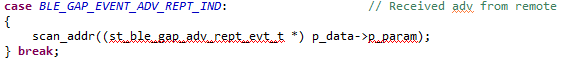 case BLE_GAP_EVENT_ADV_REPT_IND: // Received adv from remote
{
scan_addr((st_ble_gap_adv_rept_evt_t *) p_data->p_param);
} break;